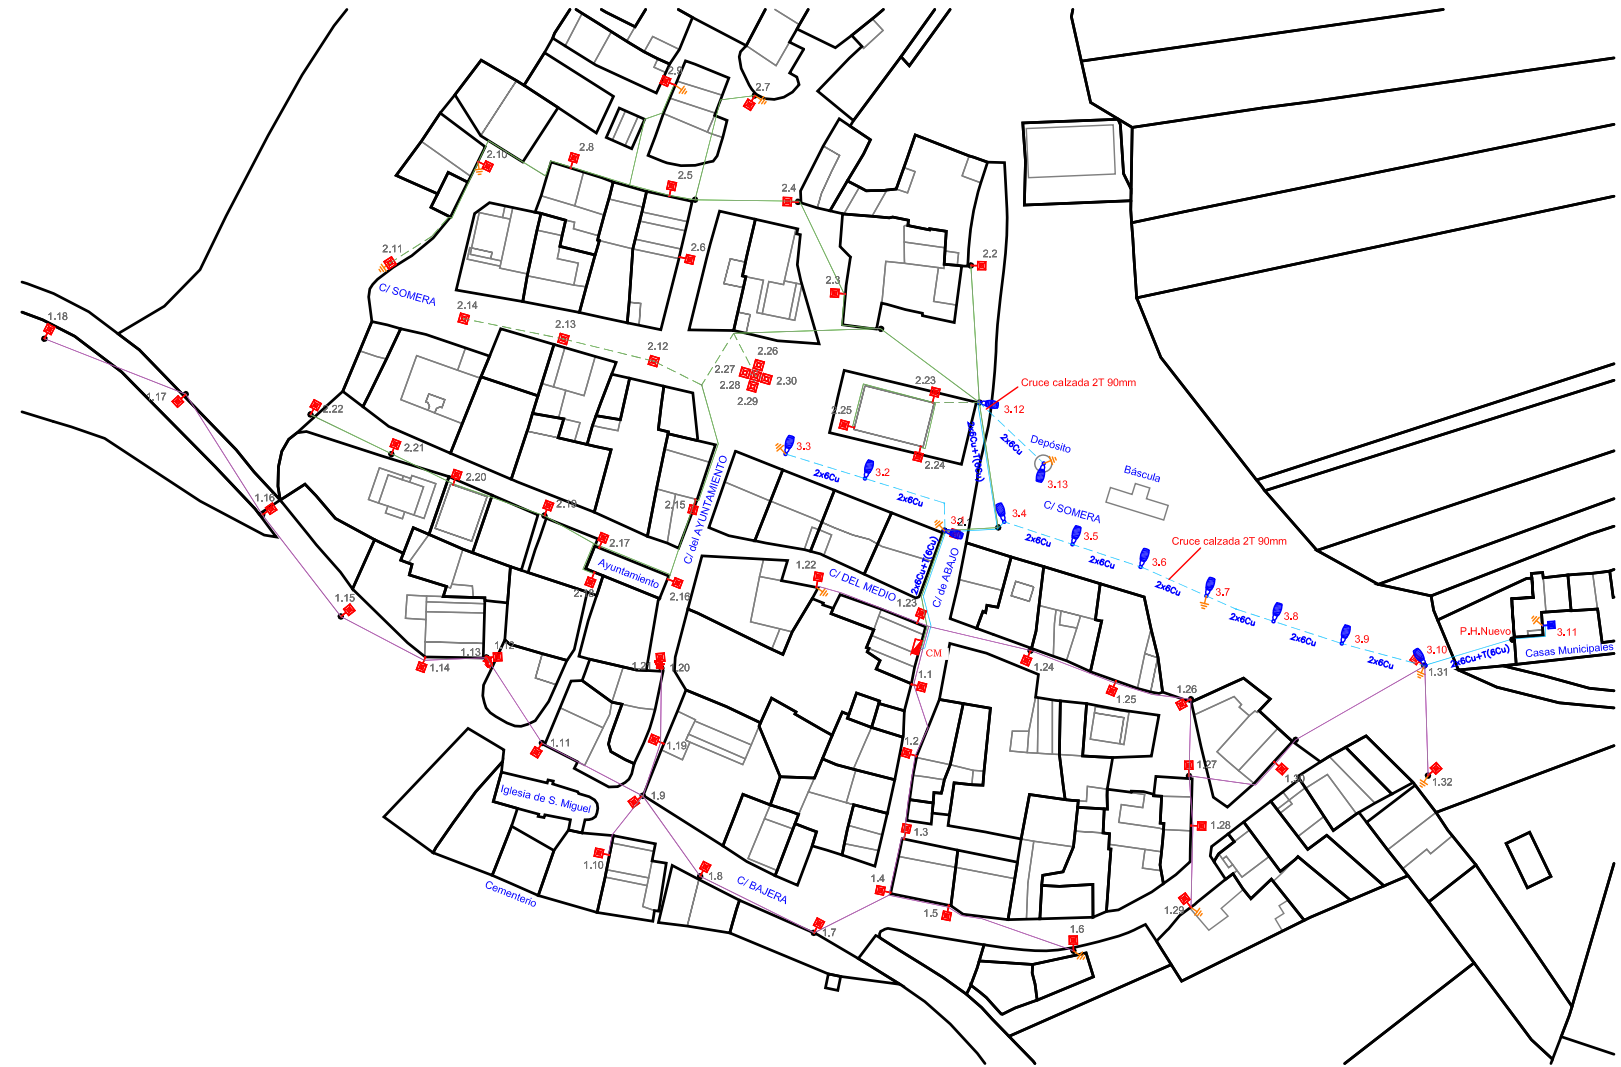 2.9
2.7
2.10
2.8
2.5
2.4
2.11
2.6
2.2
2.3
C/ SOMERA
2.14
2.13
2.12
2.26
2.27
2.30
2.28
2.29
1.18
1.17
2.22
2.23
Cruce calzada 2T 90mm
3.12
2.25
2x6Cu+T(6Cu)
2x6Cu
Depósito
2.21
3.3
3.2
2.24
Báscula
2x6Cu
2.20
3.13
2x6Cu
C/ SOMERA
1.16
2.19
2.15
C/ del AYUNTAMIENTO
3.4
3.1
2.17
3.5
2x6Cu
Cruce calzada 2T 90mm
Ayuntamiento
2x6Cu+T(6Cu)
C/ de ABAJO
3.6
2x6Cu
2.18
2.16
1.22
C/ DEL MEDIO
1.23
3.7
2x6Cu
1.15
3.8
2x6Cu
3.9
P.H.Nuevo
3.11
1.12
1.13
1.14
1.21
1.20
CM
2x6Cu
3.10
2x6Cu+T(6Cu)
Casas Municipales
1.31
1.24
1.1
1.25
1.26
1.11
1.19
1.2
1.27
1.30
1.32
Iglesia de S. Miguel
1.9
1.3
1.28
1.10
1.8
C/ BAJERA
1.4
Cementerio
1.5
1.29
1.7
1.6